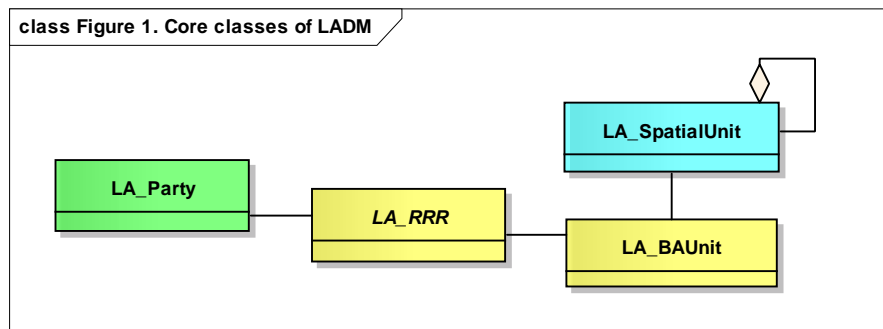 class Figure 1. Core classes of LADM
LA_SpatialUnit
LA_Party
LA_RRR
LA_BAUnit